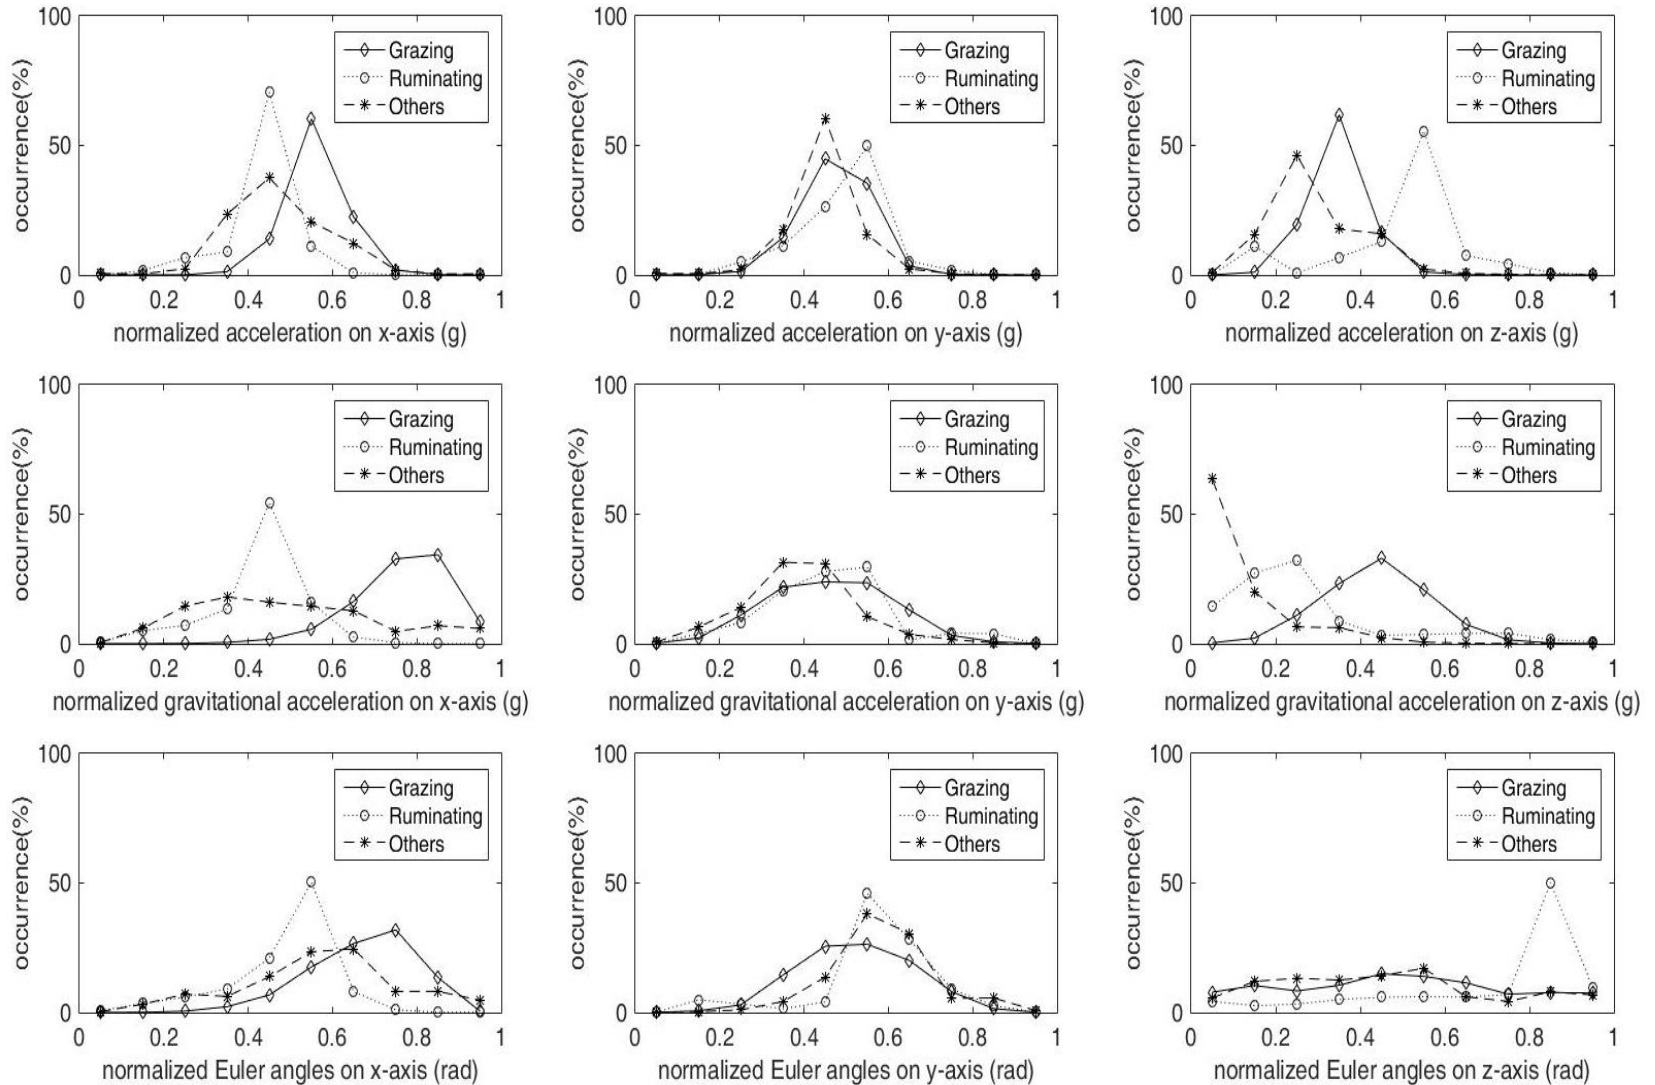 100
50
0
occurrence(%)
Grazing
Ruminating
Others
0 0.2 0.4 0.6 0.8 1
normalized acceleration on x-axis (g)
100
50
0
occurrence(%)
Grazing
Ruminating
Others
0 0.2 0.4 0.6 0.8 1
normalized acceleration on y-axis (g)
100
50
0
occurrence(%)
Grazing
Ruminating
Others
0 0.2 0.4 0.6 0.8 1
normalized acceleration on z-axis (g)
100
50
0
occurrence(%)
Grazing
Ruminating
Others
0 0.2 0.4 0.6 0.8 1
normalized gravitational acceleration on x-axis (g)
100
50
0
occurrence(%)
Grazing
Ruminating
Others
0 0.2 0.4 0.6 0.8 1
normalized gravitational acceleration on y-axis (g)
100
50
0
occurrence(%)
Grazing
Ruminating
Others
0 0.2 0.4 0.6 0.8 1
normalized gravitational acceleration on z-axis (g)
100
50
0
occurrence(%)
Grazing
Ruminating
Others
0 0.2 0.4 0.6 0.8 1
normalized Euler angles on x-axis (rad)
100
50
0
occurrence(%)
Grazing
Ruminating
Others
0 0.2 0.4 0.6 0.8 1
normalized Euler angles on y-axis (rad)
100
50
0
occurrence(%)
Grazing
Ruminating
Others
0 0.2 0.4 0.6 0.8 1
normalized Euler angles on z-axis (rad)